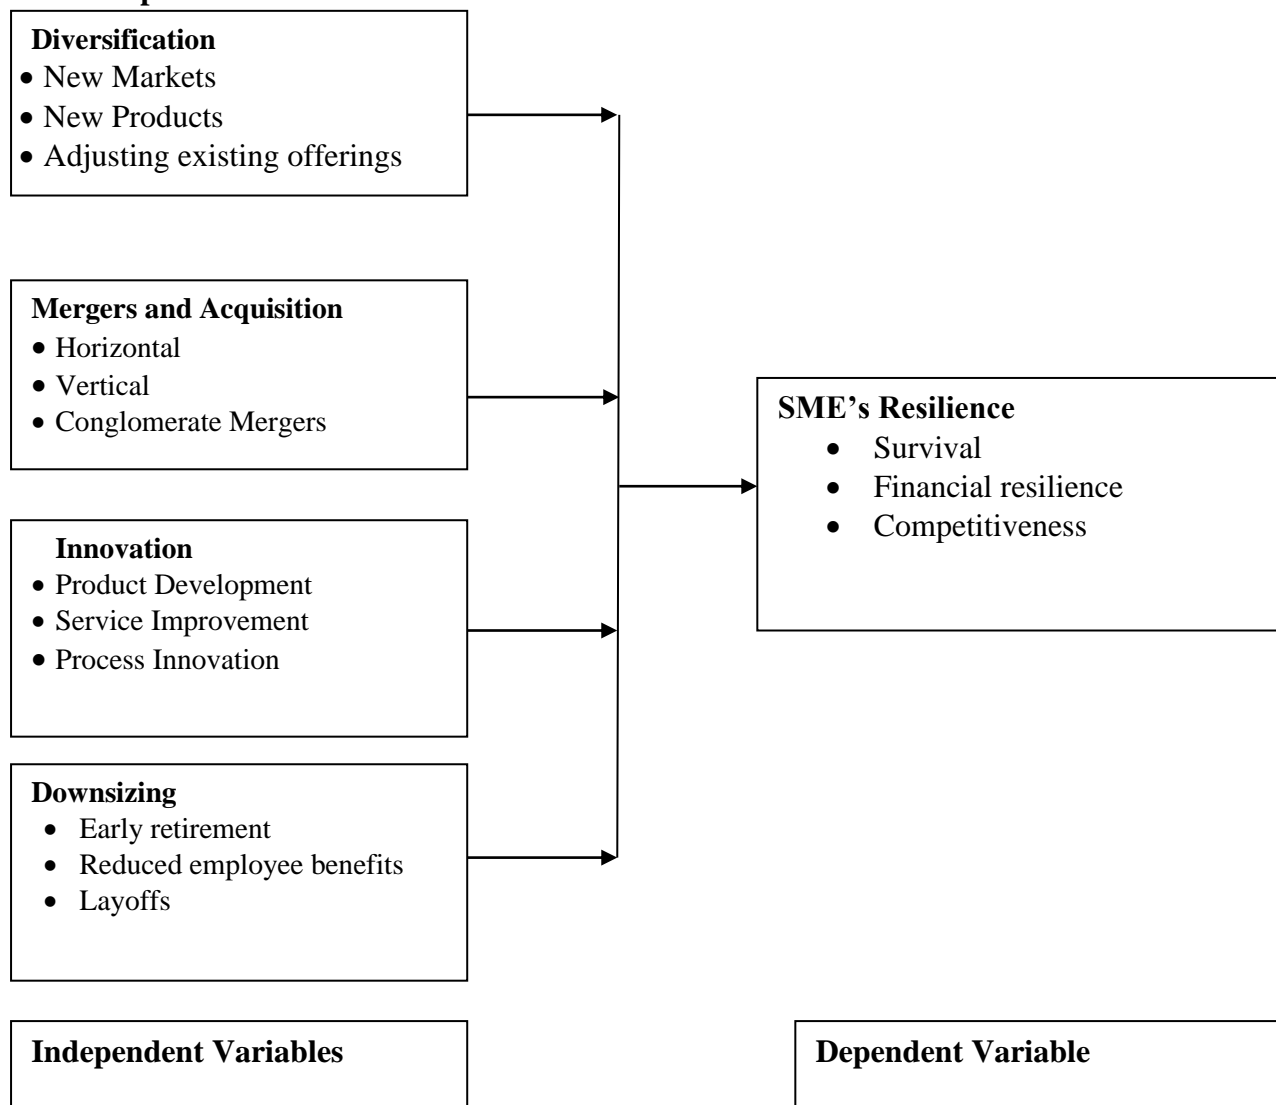 Diversification
• New Markets
• New Products
• Adjusting existing offerings
Mergers and Acquisition
• Horizontal
• Vertical
• Conglomerate Mergers
Innovation
• Product Development
• Service Improvement
• Process Innovation
Downsizing
• Early retirement
• Reduced employee benefits
• Layoffs
SME’s Resilience
• Survival
• Financial resilience
• Competitiveness
Independent Variables
Dependent Variable